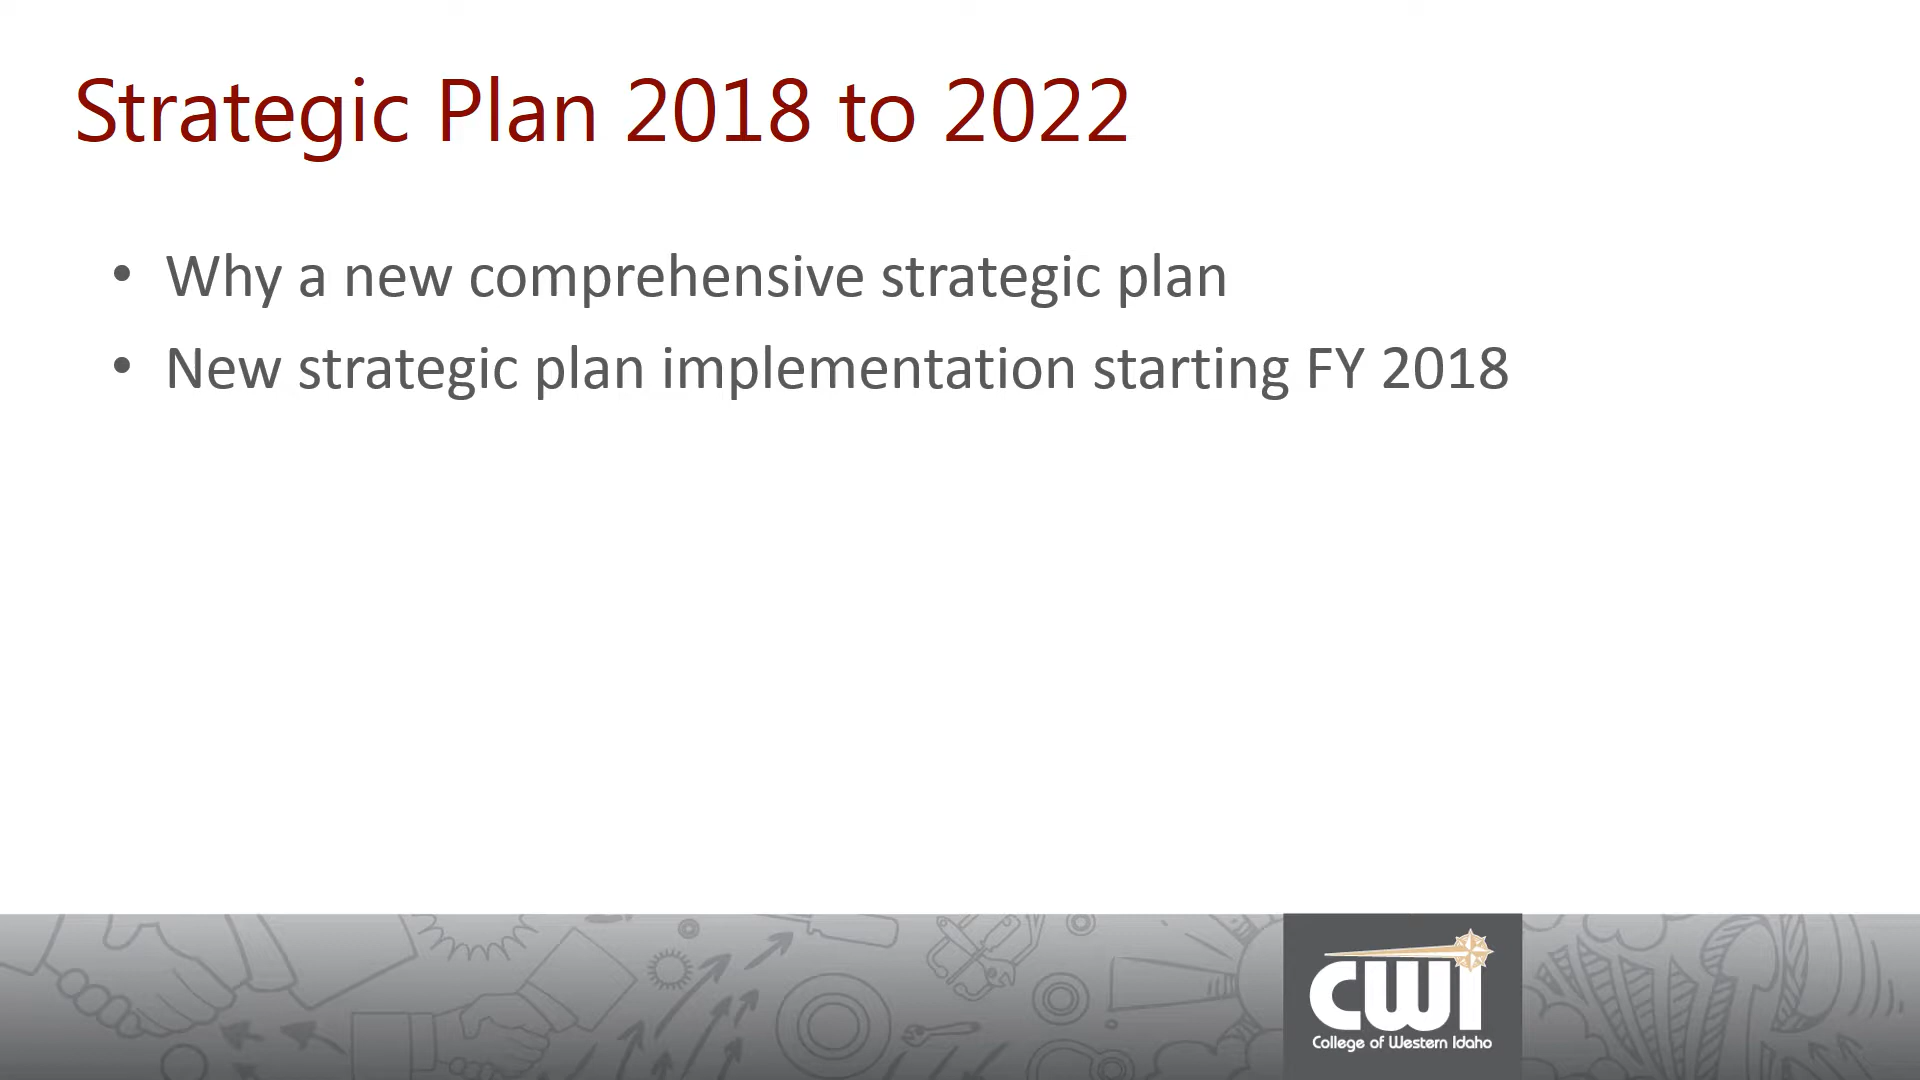 Strategic Plan 2018 to 2022
• Why a new comprehensive strategic plan
• New strategic plan implementation starting FY 2018
CWI
College of Western Idaho